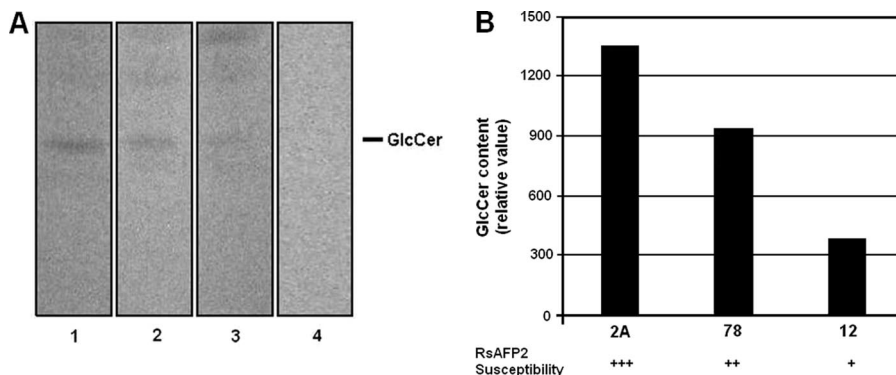 A
GlcCer
1 2 3 4
B
GlcCer content
(relative value)
1500
1200
900
600
300
0
2A 78 12
RsAFP2
Susceptibility +++ ++ +